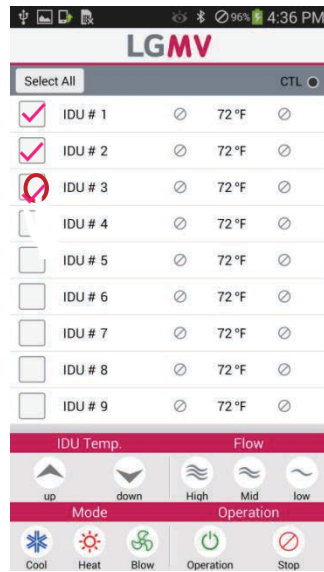 96% 4:36 PM
LGMV
Select All CTL
IDU # 1 72 °F
IDU # 2 72 °F
IDU # 3 72 °F
IDU # 4 72 °F
IDU # 5 72 °F
IDU # 6 72 °F
IDU # 7 72 °F
IDU # 8 72 °F
IDU # 9 72 °F
IDU Temp. Flow
up down High Mid low
Mode Operation
Cool Heat Blow Operation Stop